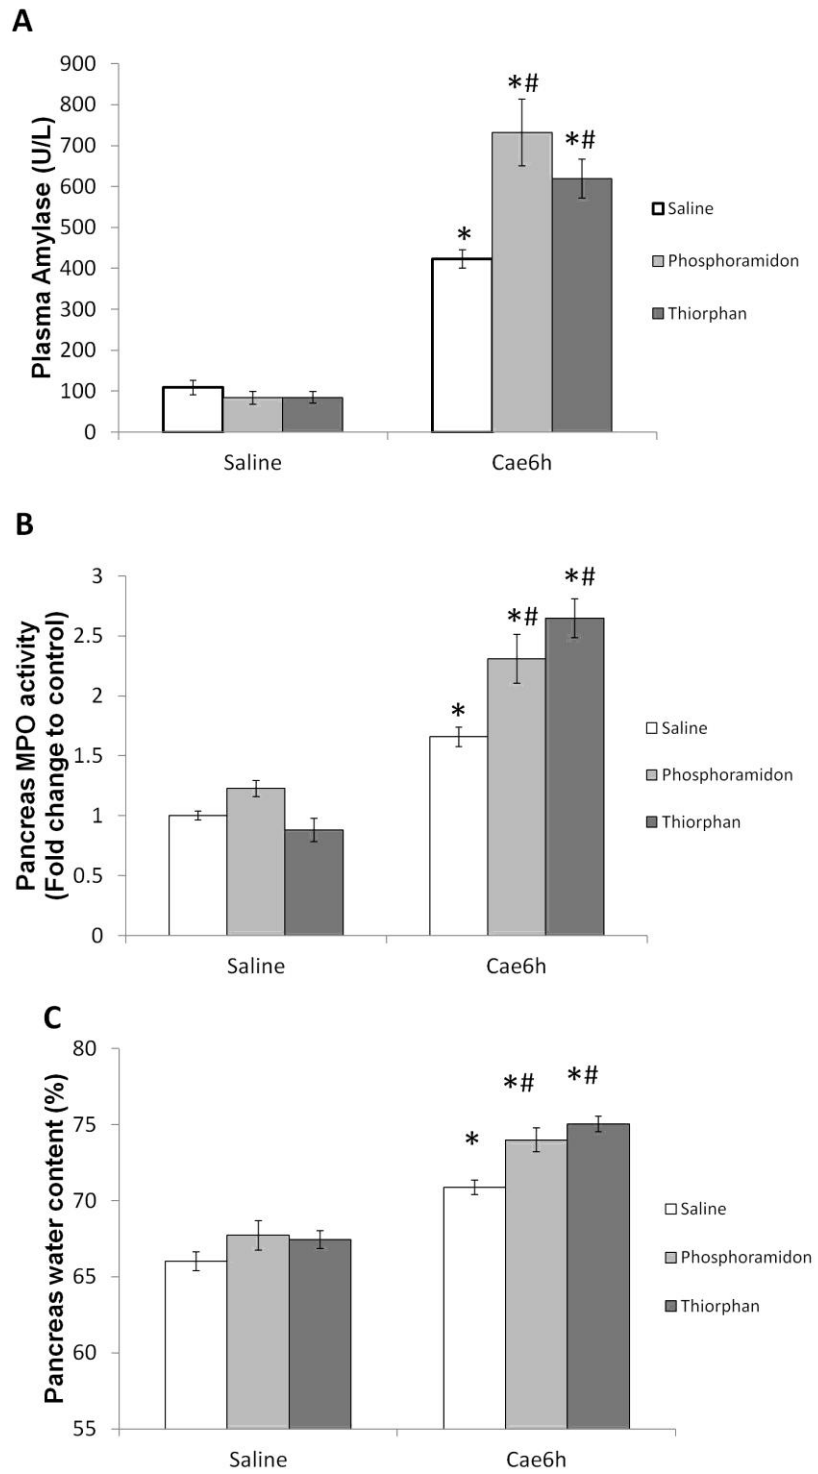 A
Plasma Amylase (U/L)
900
800
700
600
500
400
300
200
100
0
*
*#
*#
Saline
Cae6h
Saline
Phosphoramidon
Thiorphan
B
Pancreas MPO activity
(Fold change to control)
3
2.5
2
1.5
1
0.5
0
*
*#
*#
Saline
Cae6h
Saline
Phosphoramidon
Thiorphan
C
Pancreas water content (%)
80
75
70
65
60
55
*
*#
*#
Saline
Cae6h
Saline
Phosphoramidon
Thiorphan